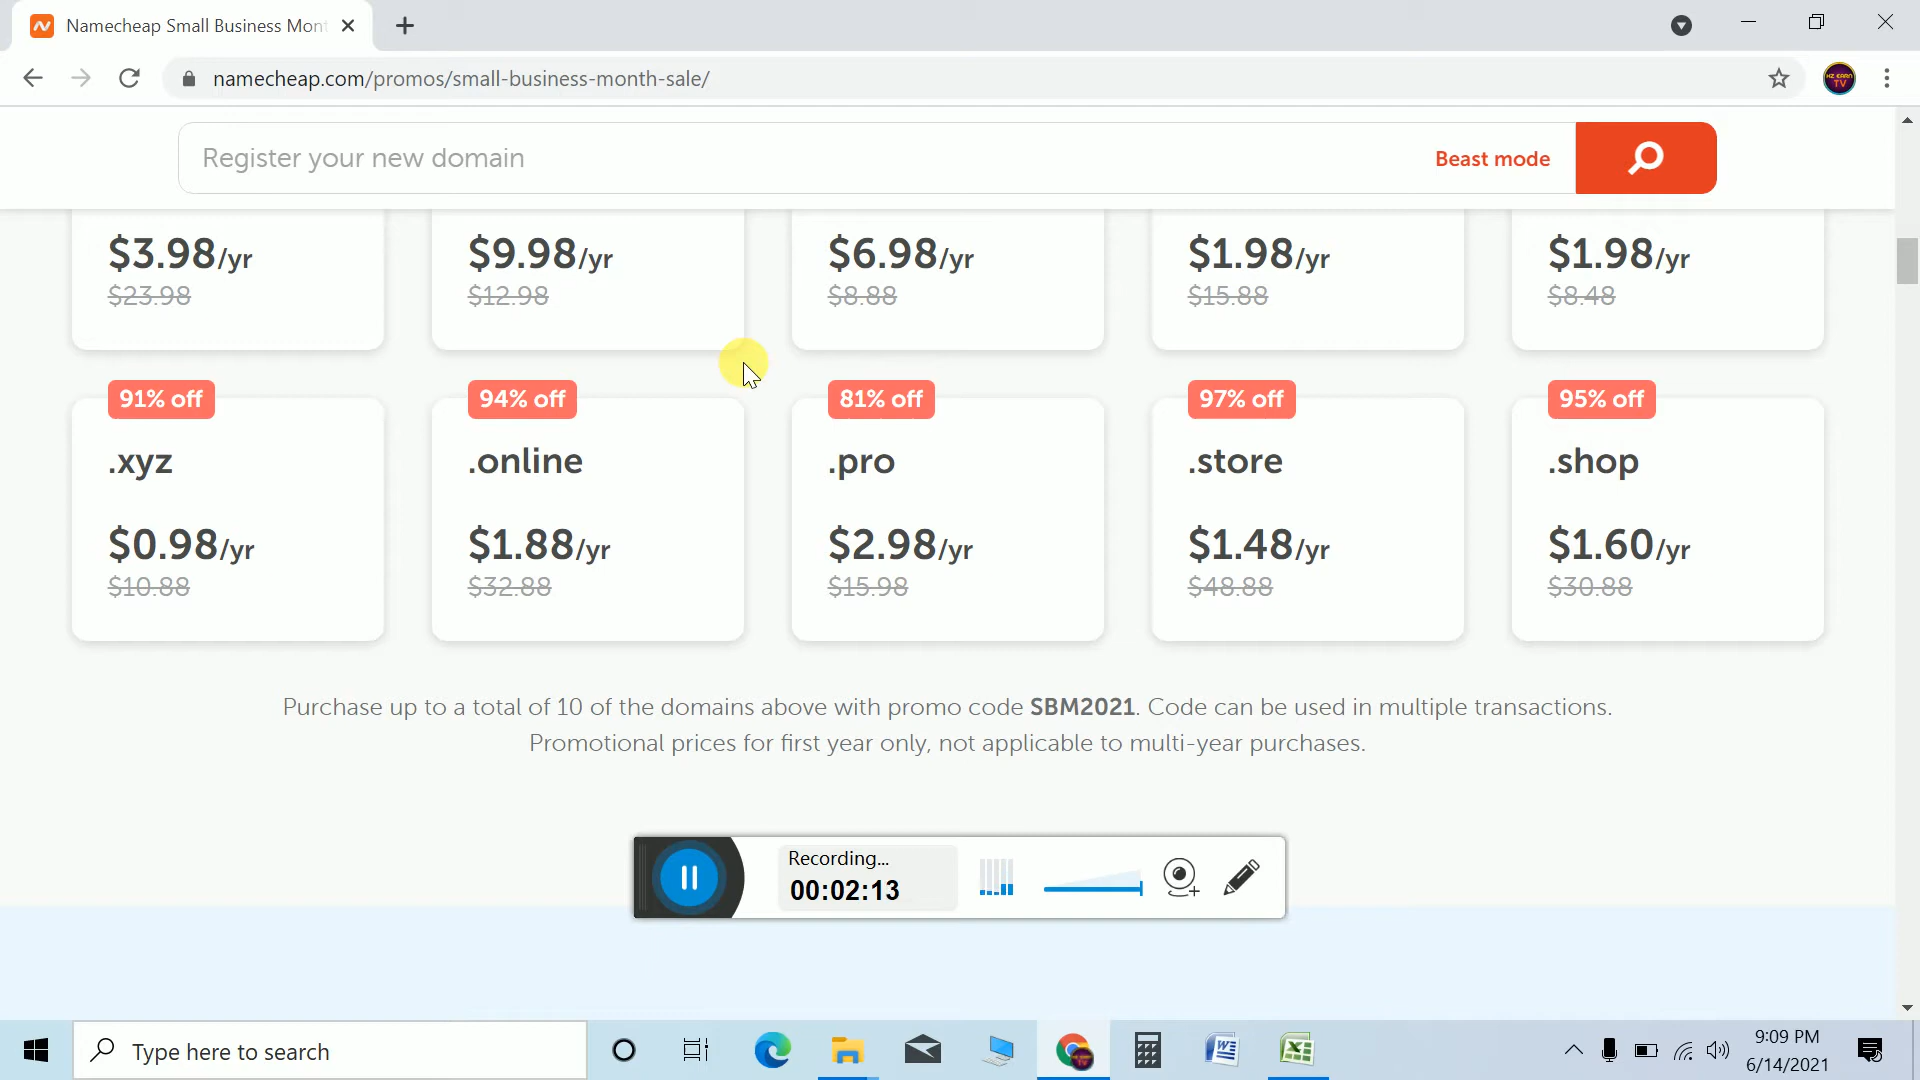 Namecheap Small Business Mont
namecheap.com/promos/small-business-month-sale/
HZ EARN
TV
Register your new domain
Beast mode
$3.98/yr
$23.98
$9.98/yr
$12.98
$6.98/yr
$8.88
$1.98/yr
$15.88
$1.98/yr
$8.48
91% off
.xyz
$0.98/yr
$10.88
94% off
.online
$1.88/yr
$32.88
81% off
.pro
$2.98/yr
$15.98
97% off
.store
$1.48/yr
$48.88
95% off
.shop
$1.60/yr
$30.88
Purchase up to a total of 10 of the domains above with promo code SBM2021. Code can be used in multiple transactions.
Promotional prices for first year only, not applicable to multi-year purchases.
Recording...
00:02:13
Type here to search
9:09 PM
6/14/2021